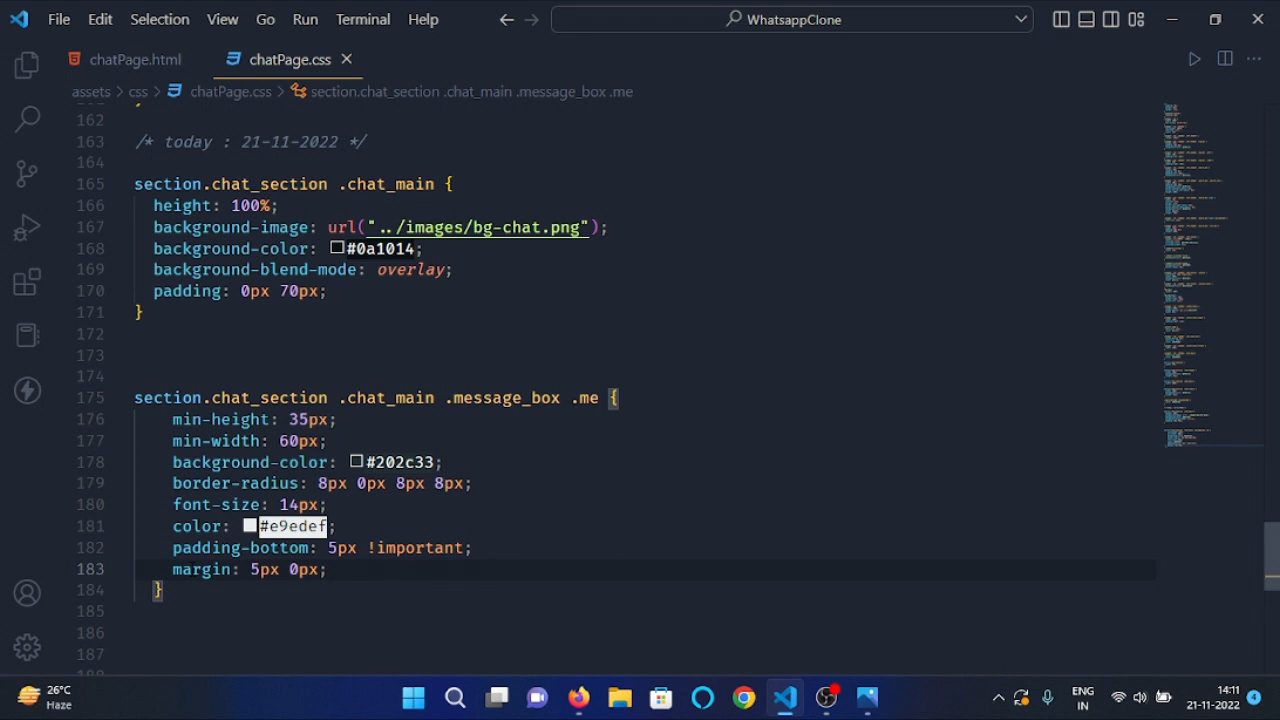 File Edit Selection View Go Run Terminal Help WhatsappClone
chatPage.html chatPage.css
assets > css > chatPage.css > section.chat_section .chat_main .message_box .me
162
163 /* today : 21-11-2022 */
164
165 section.chat_section .chat_main {
166 height: 100%;
167 background-image: url("../images/bg-chat.png");
168 background-color: #0a1014;
169 background-blend-mode: overlay;
170 padding: 0px 70px;
171 }
172
173
174
175 section.chat_section .chat_main .message_box .me {
176 min-height: 35px;
177 min-width: 60px;
178 background-color: #202c33;
179 border-radius: 8px 0px 8px 8px;
180 font-size: 14px;
181 color: #e9edef;
182 padding-bottom: 5px !important;
183 margin: 5px 0px;
184 }
185
186
187
26°C
Haze
ENG
IN
14:11
21-11-2022
4